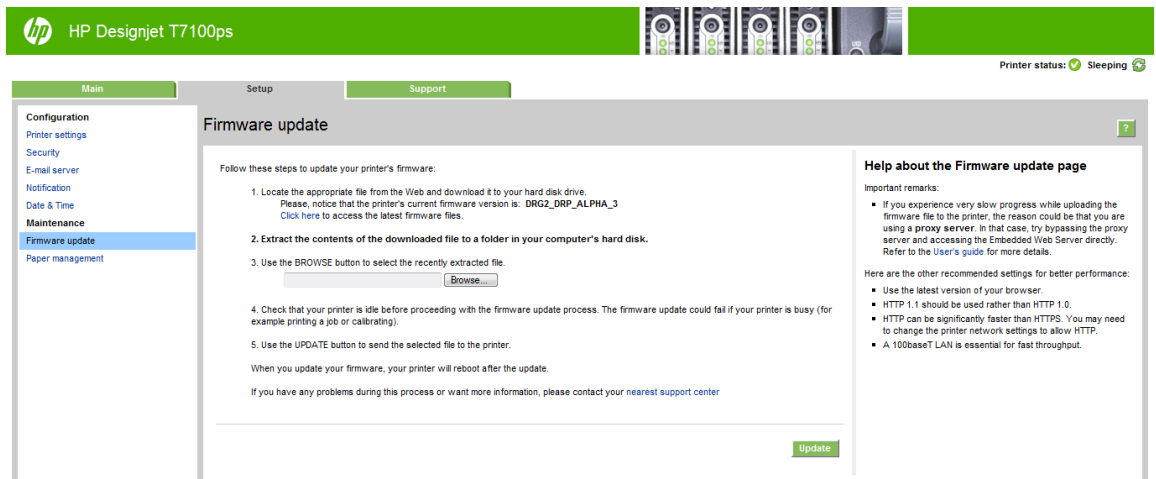 hp
HP Designjet T7100ps
Printer status: Sleeping
Main
Setup
Support
Configuration
Printer settings
Security
E-mail server
Notification
Date & Time
Maintenance
Firmware update
Paper management
Firmware update
?
Follow these steps to update your printer's firmware:
1. Locate the appropriate file from the Web and download it to your hard disk drive.
Please, notice that the printer's current firmware version is: DRG2_DRP_ALPHA_3
Click here to access the latest firmware files.
2. Extract the contents of the downloaded file to a folder in your computer's hard disk.
3. Use the BROWSE button to select the recently extracted file.
Browse...
4. Check that your printer is idle before proceeding with the firmware update process. The firmware update could fail if your printer is busy (for
example printing a job or calibrating).
5. Use the UPDATE button to send the selected file to the printer.
When you update your firmware, your printer will reboot after the update.
If you have any problems during this process or want more information, please contact your nearest support center
Update
Help about the Firmware update page
Important remarks:
If you experience very slow progress while uploading the
firmware file to the printer, the reason could be that you are
using a proxy server. In that case, try bypassing the proxy
server and accessing the Embedded Web Server directly.
Refer to the User's guide for more details.
Here are the other recommended settings for better performance:
Use the latest version of your browser.
HTTP 1.1 should be used rather than HTTP 1.0.
HTTP can be significantly faster than HTTPS. You may need
to change the printer network settings to allow HTTP.
A 100baseT LAN is essential for fast throughput.